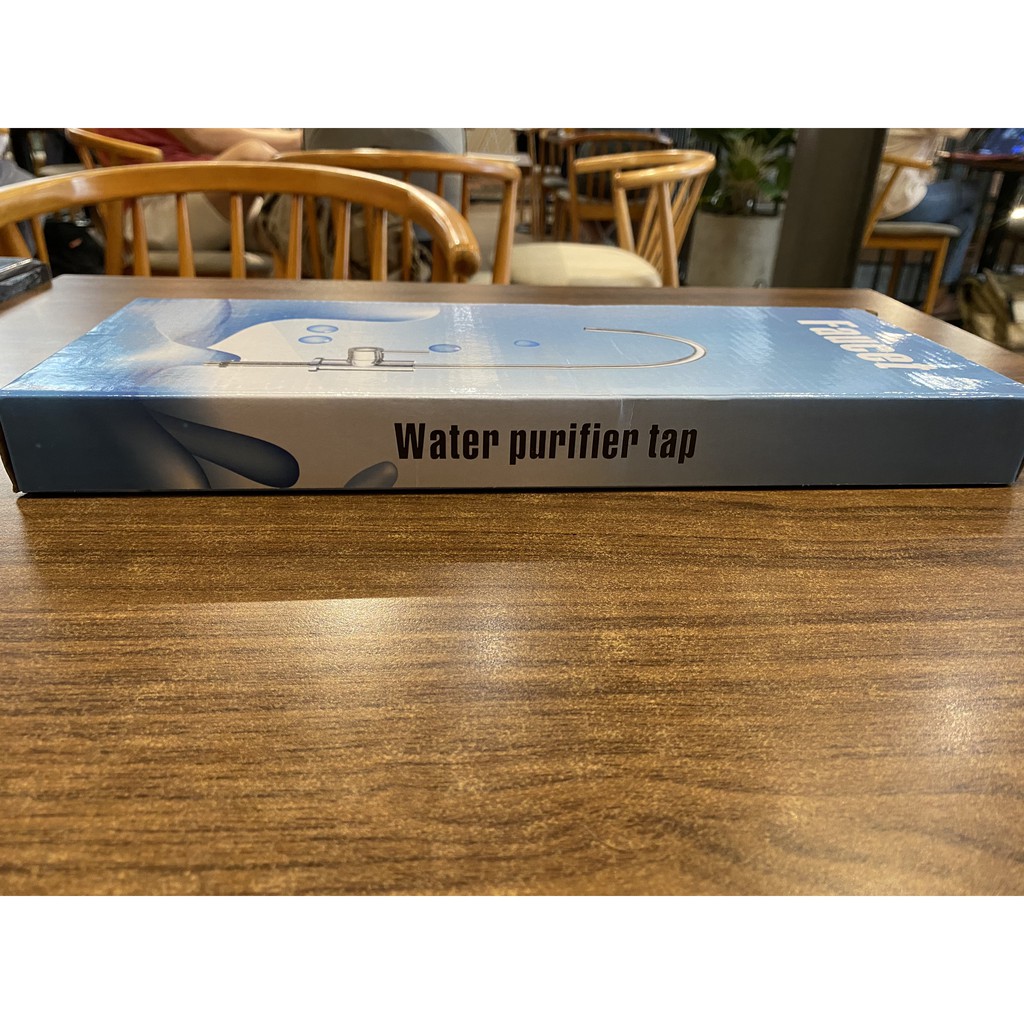 Faucet
Water purifier tap